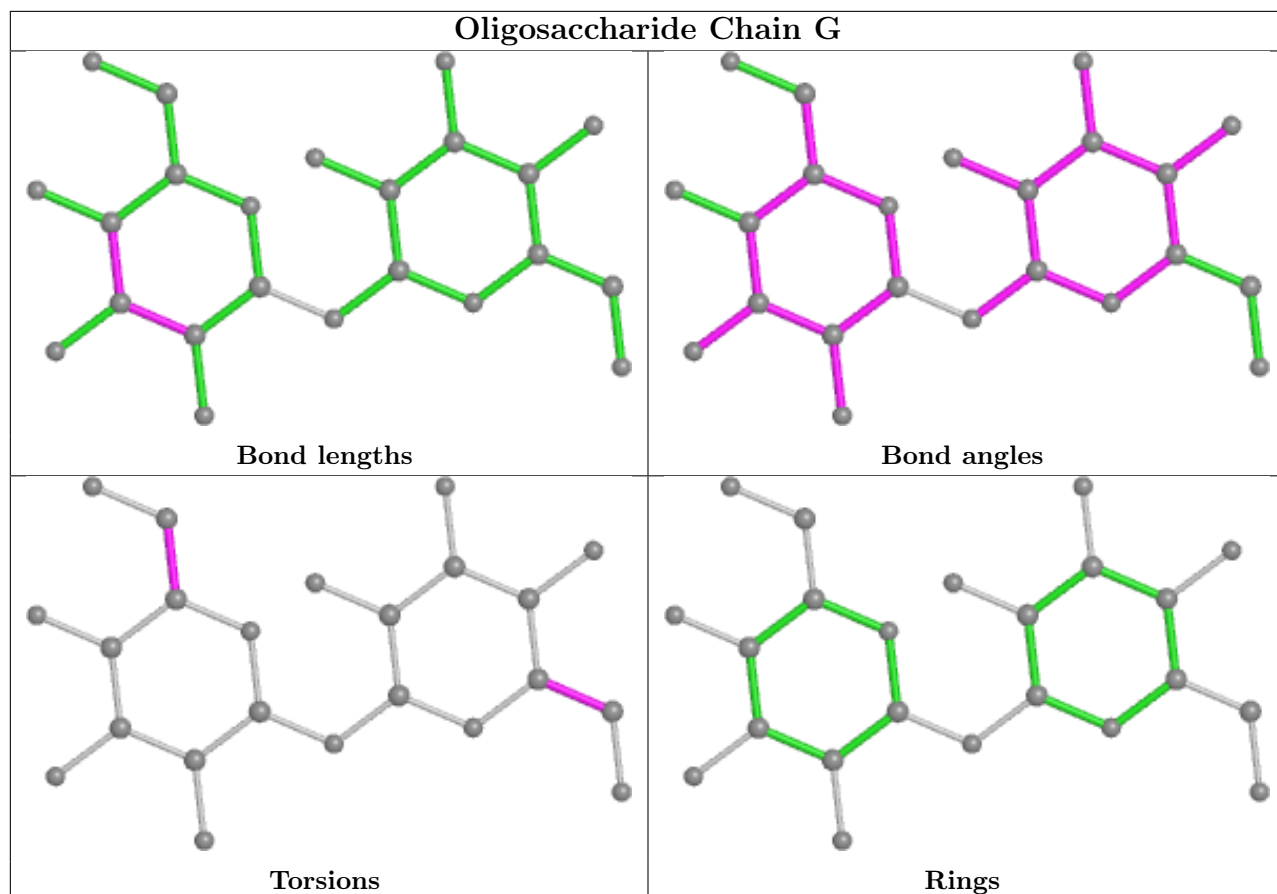 Oligosaccharide Chain G
Bond lengths
Bond angles
Torsions
Rings